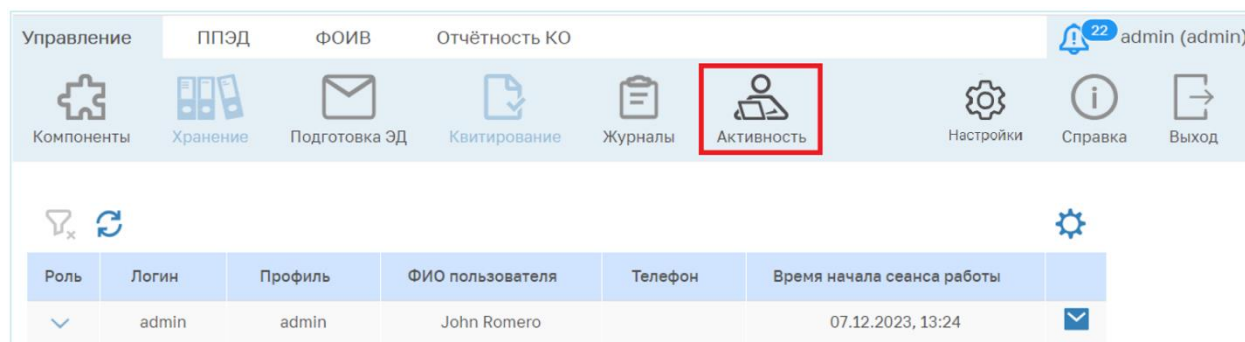 Управление ППЭД ФОИВ Отчётность КО 22 admin (admin)
Компоненты Хранение Подготовка ЭД Квитирование Журналы Активность Настройки Справка Выход
Роль Логин Профиль ФИО пользователя Телефон Время начала сеанса работы
admin admin John Romero 07.12.2023, 13:24